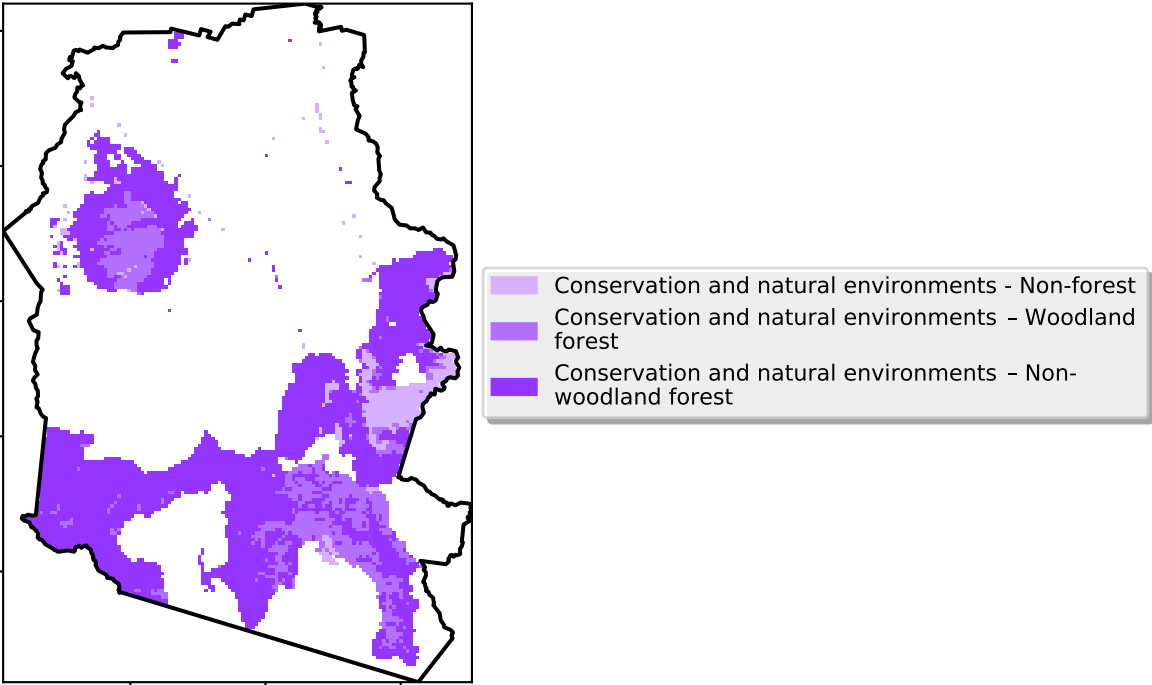 Conservation and natural environments - Non-forest
Conservation and natural environments – Woodland
forest
Conservation and natural environments – Non-
woodland forest